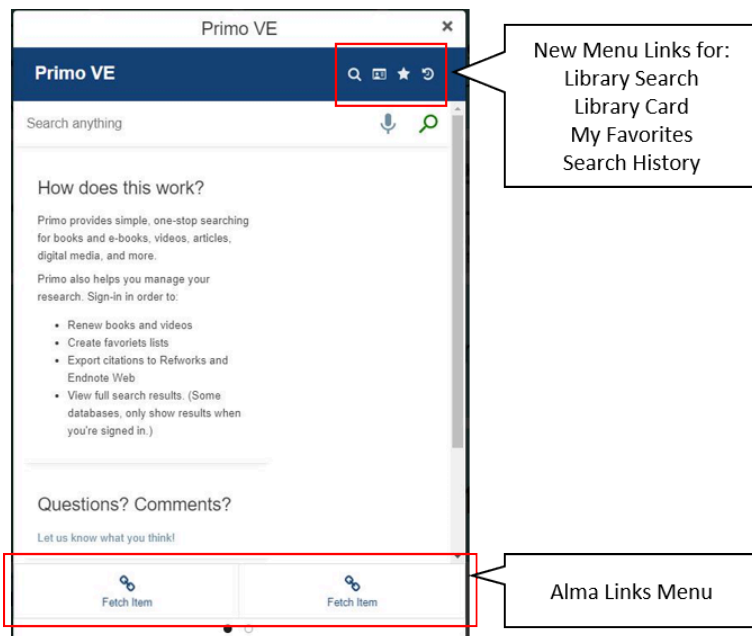 Primo VE
Primo VE
Search anything
How does this work?
Primo provides simple, one-stop searching
for books and e-books, videos, articles,
digital media, and more.
Primo also helps you manage your
research. Sign-in in order to:
Renew books and videos
Create favoriets lists
Export citations to Refworks and
Endnote Web
View full search results. (Some
databases, only show results when
you're signed in.)
Questions? Comments?
Let us know what you think!
Fetch Item
Fetch Item
New Menu Links for:
Library Search
Library Card
My Favorites
Search History
Alma Links Menu